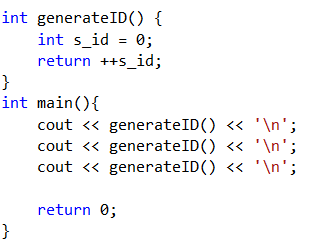 int generateID() {
    int s_id = 0;
    return ++s_id;
}
int main(){
    cout << generateID() << '\n';
    cout << generateID() << '\n';
    cout << generateID() << '\n';

    return 0;
}